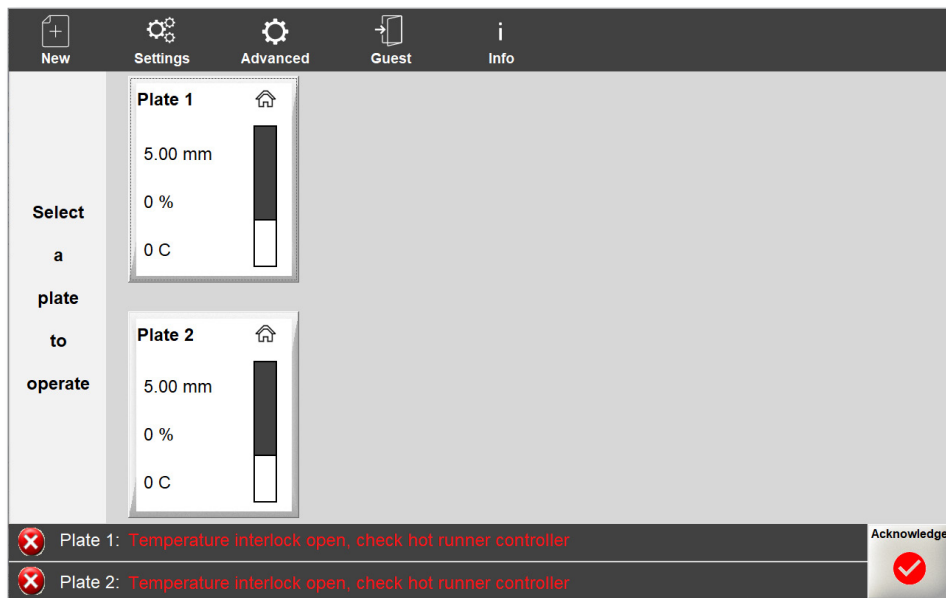 New Settings Advanced Guest i Info
Select
a
plate
to
operate
Plate 1
5.00 mm
0 %
0 C
Plate 2
5.00 mm
0 %
0 C
Plate 1: Temperature interlock open, check hot runner controller
Plate 2: Temperature interlock open, check hot runner controller
Acknowledge